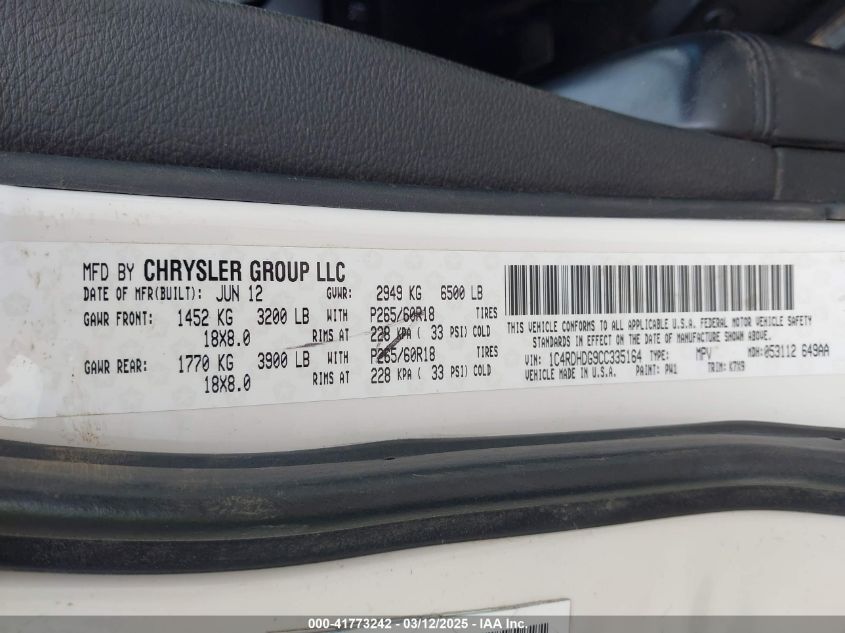 MFD BY CHRYSLER GROUP LLC
DATE OF MFR(BUILT): JUN 12 GVWR: 2949 KG 6500 LB
GAWR FRONT: 1452 KG 3200 LB WITH P265/60R18 TIRES
18X8.0 RIMS AT 228 KPA ( 33 PSI) COLD
GAWR REAR: 1770 KG 3900 LB WITH P265/60R18 TIRES
18X8.0 RIMS AT 228 KPA ( 33 PSI) COLD
THIS VEHICLE CONFORMS TO ALL APPLICABLE U.S.A. FEDERAL MOTOR VEHICLE SAFETY
STANDARDS IN EFFECT ON THE DATE OF MANUFACTURE SHOWN ABOVE.
VIN: 1C4RDHDG9CC335164 TYPE: MPV MDH: 053112 649AA
VEHICLE MADE IN U.S.A. PAINT: PW1 TRIM: K7X9
000-41773242 - 03/12/2025 - IAA Inc.